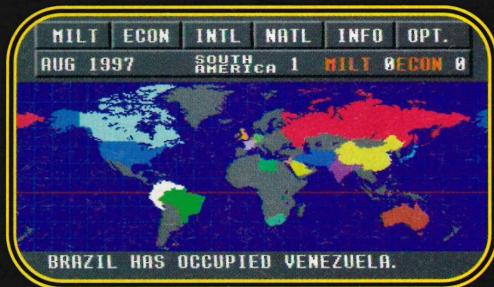 MILT ECON INTL NATL INFO OPT.
AUG 1997 SOUTH AMERICA 1 MILT 0 ECON 0
BRAZIL HAS OCCUPIED VENEZUELA.